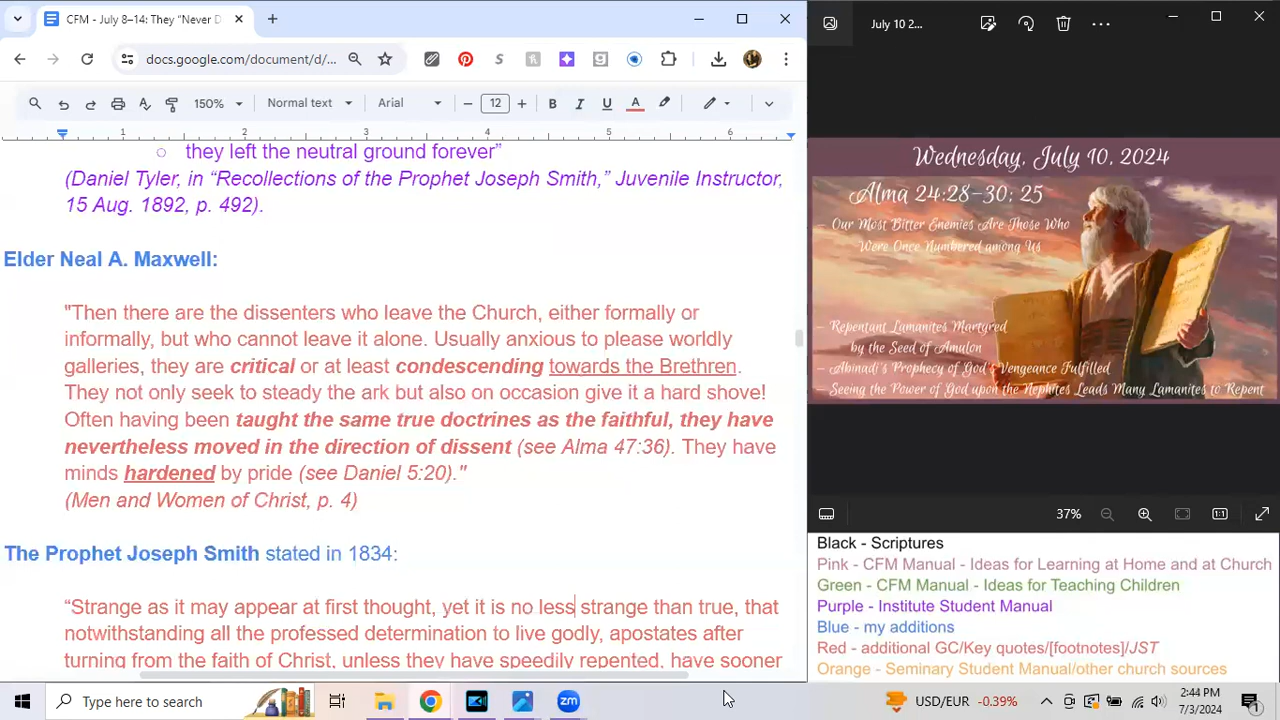 CFM - July 8–14: They “Never D
docs.google.com/document/d/...
150%
Normal text
Arial
12
B
I
U
A
1
2
3
4
5
6
they left the neutral ground forever”
(Daniel Tyler, in “Recollections of the Prophet Joseph Smith,” Juvenile Instructor,
15 Aug. 1892, p. 492).
Elder Neal A. Maxwell:
"Then there are the dissenters who leave the Church, either formally or
informally, but who cannot leave it alone. Usually anxious to please worldly
galleries, they are critical or at least condescending towards the Brethren.
They not only seek to steady the ark but also on occasion give it a hard shove!
Often having been taught the same true doctrines as the faithful, they have
nevertheless moved in the direction of dissent (see Alma 47:36). They have
minds hardened by pride (see Daniel 5:20)."
(Men and Women of Christ, p. 4)
The Prophet Joseph Smith stated in 1834:
“Strange as it may appear at first thought, yet it is no less strange than true, that
notwithstanding all the professed determination to live godly, apostates after
turning from the faith of Christ, unless they have speedily repented, have sooner
July 10 2...
Wednesday, July 10, 2024
Alma 24:28–30; 25
– Our Most Bitter Enemies Are Those Who
Were Once Numbered among Us
– Repentant Lamanites Martyred
by the Seed of Amulon
– Abinadi's Prophecy of God's Vengeance Fulfilled
– Seeing the Power of God upon the Nephites Leads Many Lamanites to Repent
37%
1:1
Black - Scriptures
Pink - CFM Manual - Ideas for Learning at Home and at Church
Green - CFM Manual - Ideas for Teaching Children
Purple - Institute Student Manual
Blue - my additions
Red - additional GC/Key quotes/[footnotes]/JST
Orange - Seminary Student Manual/other church sources
Type here to search
zm
USD/EUR -0.39%
2:44 PM
7/3/2024
1